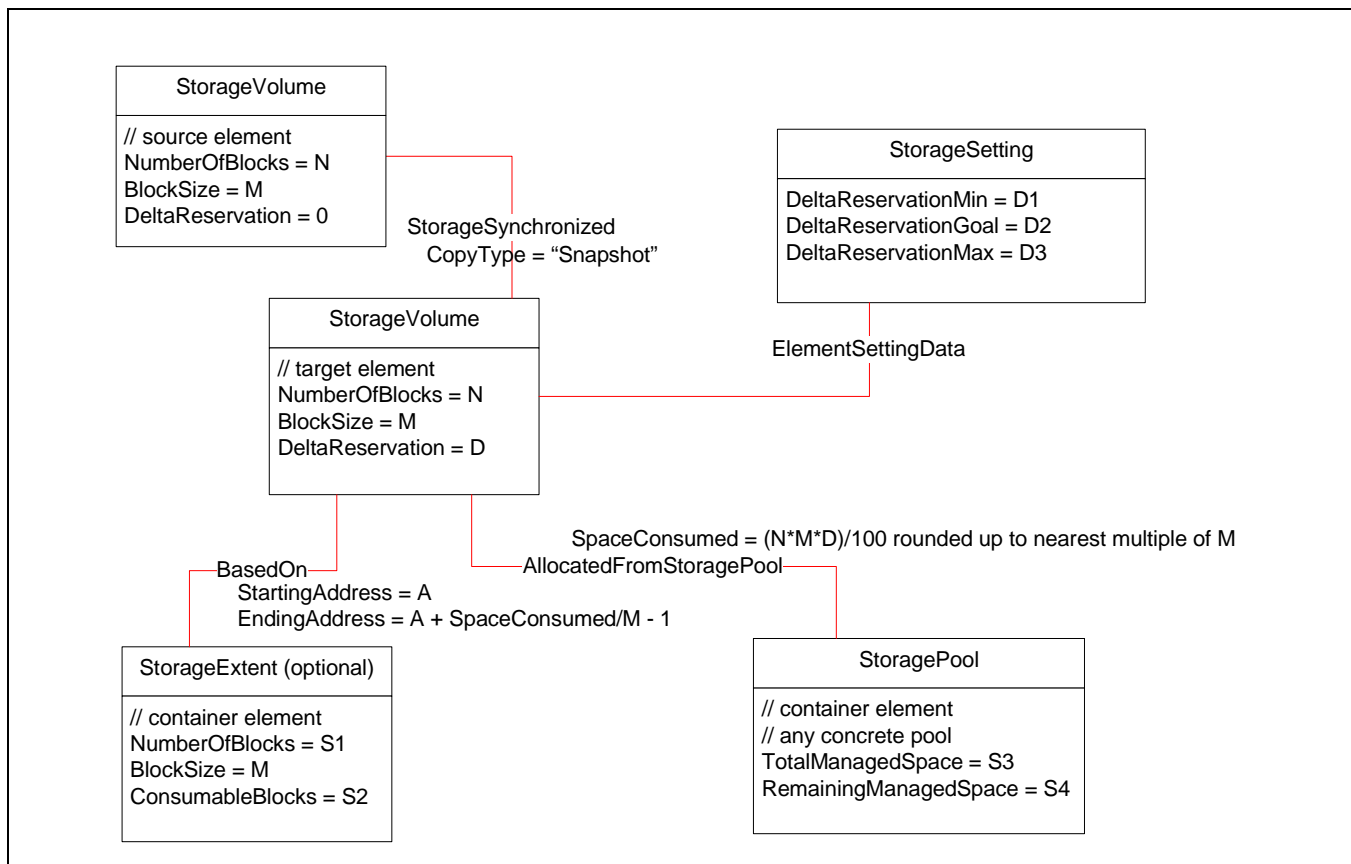 StorageVolume
// source element
NumberOfBlocks = N
BlockSize = M
DeltaReservation = 0
StorageSynchronized
CopyType = “Snapshot”
StorageSetting
DeltaReservationMin = D1
DeltaReservationGoal = D2
DeltaReservationMax = D3
StorageVolume
// target element
NumberOfBlocks = N
BlockSize = M
DeltaReservation = D
ElementSettingData
SpaceConsumed = (N*M*D)/100 rounded up to nearest multiple of M
AllocatedFromStoragePool
BasedOn
StartingAddress = A
EndingAddress = A + SpaceConsumed/M - 1
StorageExtent (optional)
// container element
NumberOfBlocks = S1
BlockSize = M
ConsumableBlocks = S2
StoragePool
// container element
// any concrete pool
TotalManagedSpace = S3
RemainingManagedSpace = S4